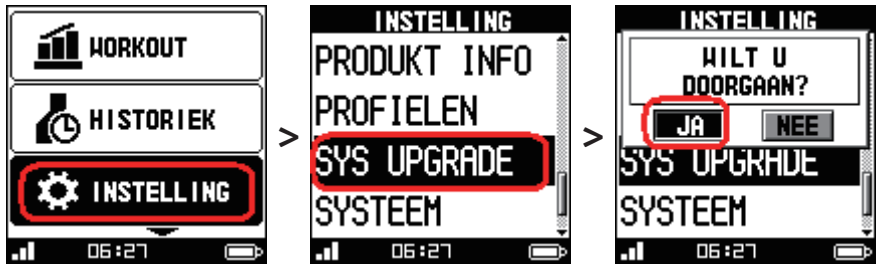 WORKOUT
HISTORIEK
INSTELLING
06:27
>
INSTELLING
PRODUKT INFO
PROFIELEN
SYS UPGRADE
SYSTEEM
06:27
>
INSTELLING
WILT U
DOORGAAN?
JA NEE
SYS UPGRADE
SYSTEEM
06:27